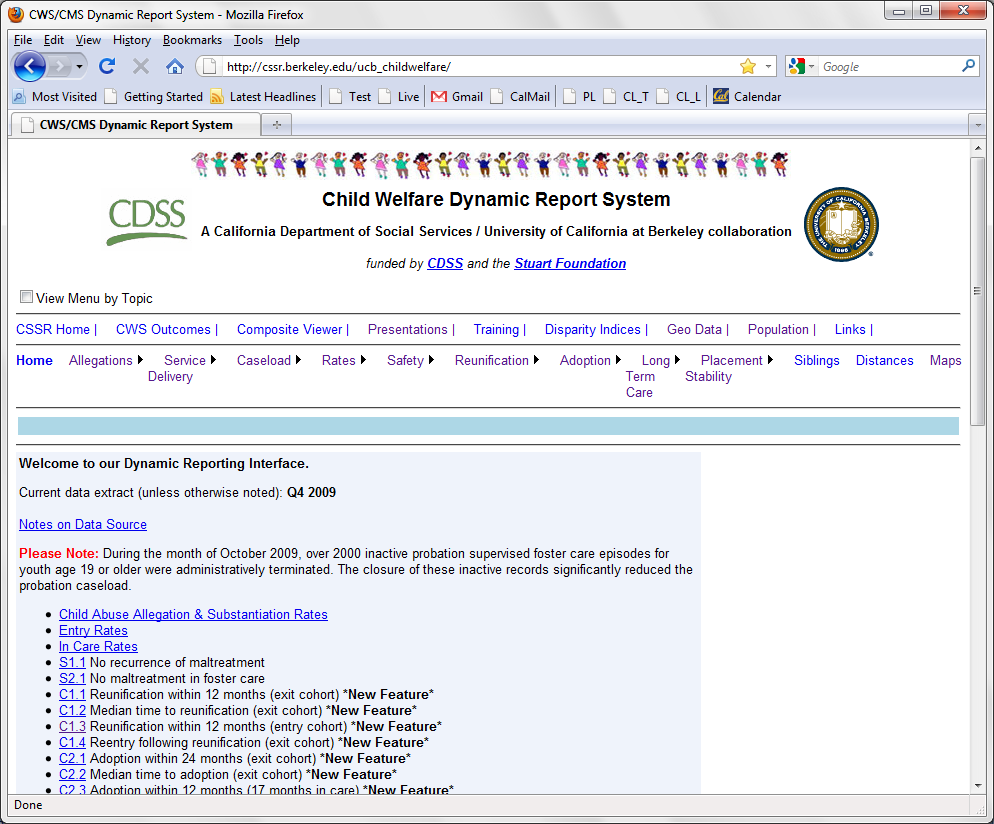 CWS/CMS Dynamic Report System - Mozilla Firefox
File Edit View History Bookmarks Tools Help
http://cssr.berkeley.edu/ucb_childwelfare/ Google
Most Visited Getting Started Latest Headlines Test Live Gmail CalMail PL CL_T CL_L Cal Calendar
CWS/CMS Dynamic Report System
CDSS
Child Welfare Dynamic Report System
A California Department of Social Services / University of California at Berkeley collaboration
funded by CDSS and the Stuart Foundation
THE UNIVERSITY OF CALIFORNIA BERKELEY 1868
View Menu by Topic
CSSR Home | CWS Outcomes | Composite Viewer | Presentations | Training | Disparity Indices | Geo Data | Population | Links |
Home Allegations Service Delivery Caseload Rates Safety Reunification Adoption Long Term Care Placement Stability Siblings Distances Maps
Welcome to our Dynamic Reporting Interface.
Current data extract (unless otherwise noted): Q4 2009
Notes on Data Source
Please Note: During the month of October 2009, over 2000 inactive probation supervised foster care episodes for
youth age 19 or older were administratively terminated. The closure of these inactive records significantly reduced the
probation caseload.
Child Abuse Allegation & Substantiation Rates
Entry Rates
In Care Rates
S1.1 No recurrence of maltreatment
S2.1 No maltreatment in foster care
C1.1 Reunification within 12 months (exit cohort) *New Feature*
C1.2 Median time to reunification (exit cohort) *New Feature*
C1.3 Reunification within 12 months (entry cohort) *New Feature*
C1.4 Reentry following reunification (exit cohort) *New Feature*
C2.1 Adoption within 24 months (exit cohort) *New Feature*
C2.2 Median time to adoption (exit cohort) *New Feature*
C2.3 Adoption within 12 months (17 months in care) *New Feature*
Done